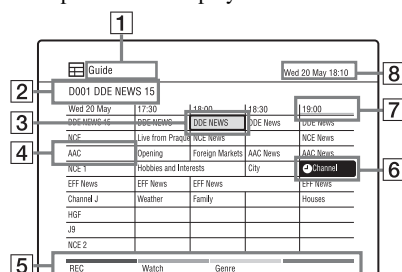 1
Guide
Wed 20 May 18:10
8
2
D001 DDE NEWS 15
Wed 20 May 17:30 18:00 18:30 19:00
7
3
DDE NEWS 15 DDE NEWS DDE NEWS DDE News DDE News
NCE Live from Praque NCE News NCE News
4
AAC Opening Foreign Markets AAC News AAC News
NCE 1 Hobbies and Interests City Channel
6
EFF News EFF News EFF News EFF News
Channel J Weather Family Houses
HGF
J9
NCE 2
5
REC Watch Genre